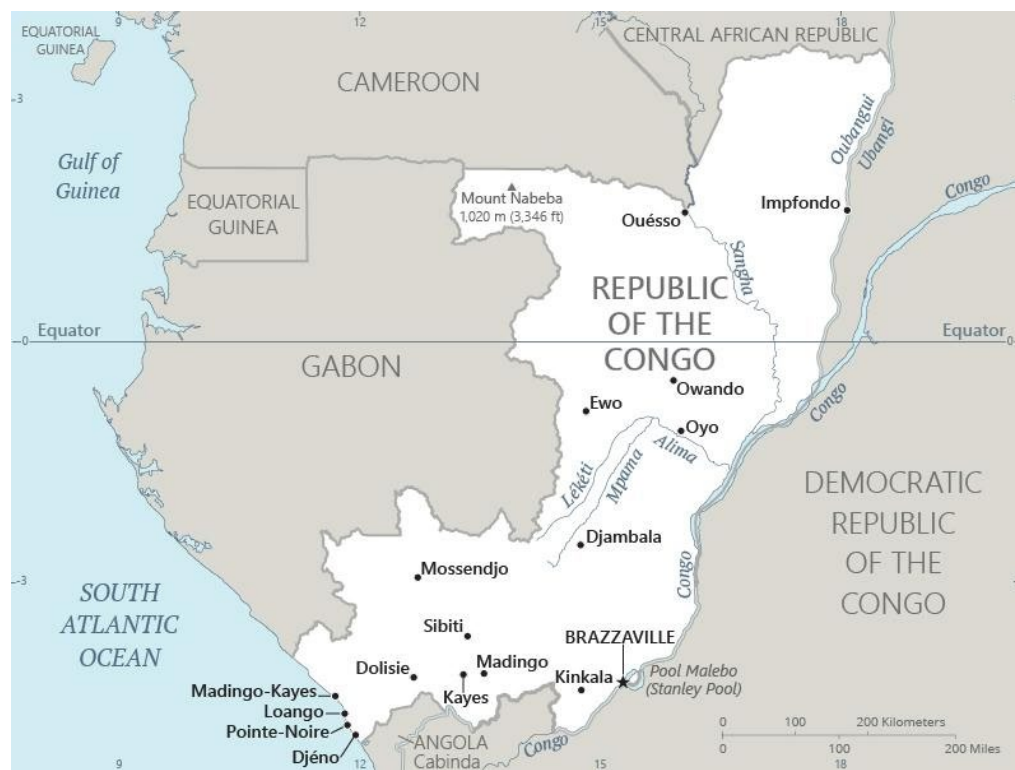 9
12
15
18
EQUATORIAL
GUINEA
CENTRAL AFRICAN REPUBLIC
CAMEROON
3
Gulf of
Guinea
Oubangui
Ubangi
Congo
EQUATORIAL
GUINEA
Mount Nabeba
1,020 m (3,346 ft)
Ouésso
Impfondo
Sangha
REPUBLIC
OF THE
CONGO
0
Equator
Equator
0
GABON
Owando
Ewo
Oyo
Congo
Alima
Lékéti
Mpama
DEMOCRATIC
REPUBLIC
OF THE
CONGO
Djambala
Congo
3
Mossendjo
SOUTH
ATLANTIC
OCEAN
Sibiti
BRAZZAVILLE
Dolisie
Madingo
Kayes
Kinkala
Pool Malebo
(Stanley Pool)
Madingo-Kayes
Loango
Pointe-Noire
Djéno
ANGOLA
Cabinda
Congo
0 100 200 Kilometers
0 100 200 Miles
9
12
15
18